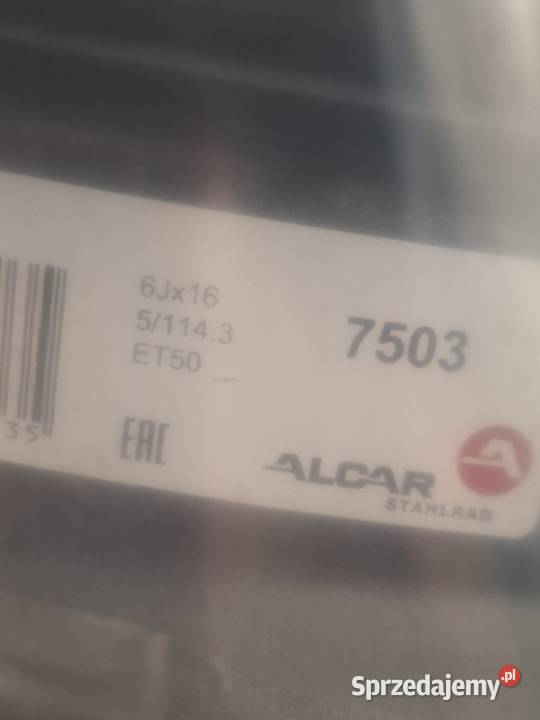 6Jx16
5/114.3
ET50
7503
35
EAC
ALCAR
STAHLRAD
Sprzedajemy.pl